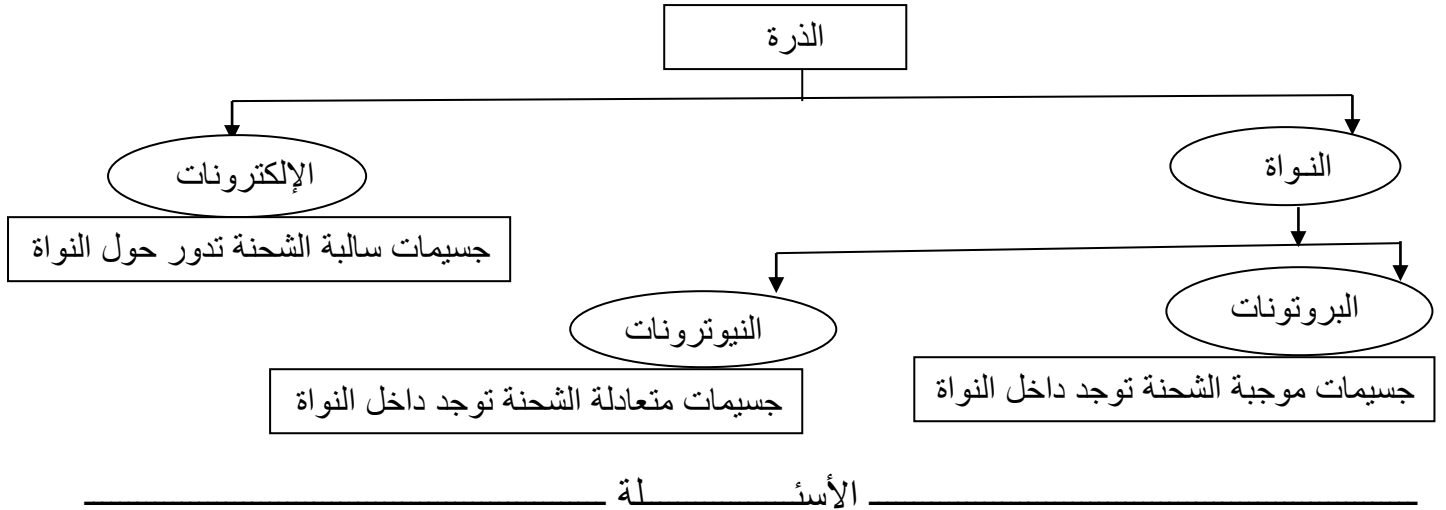 الذرة
النـواة
الإلكترونات
جسيمات سالبة الشحنة تدور حول النواة
البروتونات
النيوترونات
جسيمات موجبة الشحنة توجد داخل النواة
جسيمات متعادلة الشحنة توجد داخل النواة
الأسئـــــــــلة